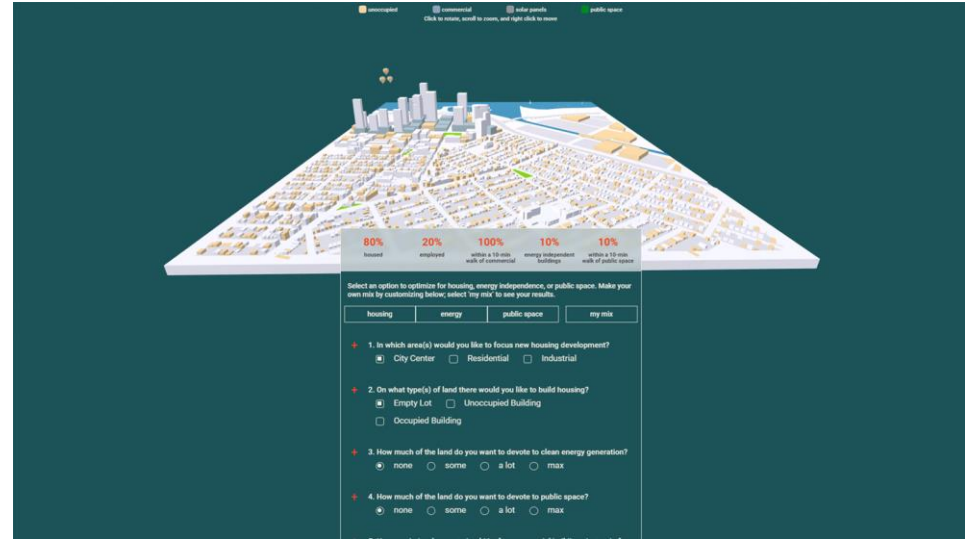 unoccupied commercial solar panels public space
Click to rotate, scroll to zoom, and right click to move
80% 20% 100% 10% 10%
housed employed within a 10-min walk of commercial energy independent buildings within a 10-min walk of public space
Select an option to optimize for housing, energy independence, or public space. Make your
own mix by customizing below; select 'my mix' to see your results.
housing energy public space my mix
+ 1. In which area(s) would you like to focus new housing development?
City Center Residential Industrial
+ 2. On what type(s) of land there would you like to build housing?
Empty Lot Unoccupied Building
Occupied Building
+ 3. How much of the land do you want to devote to clean energy generation?
none some a lot max
+ 4. How much of the land do you want to devote to public space?
none some a lot max